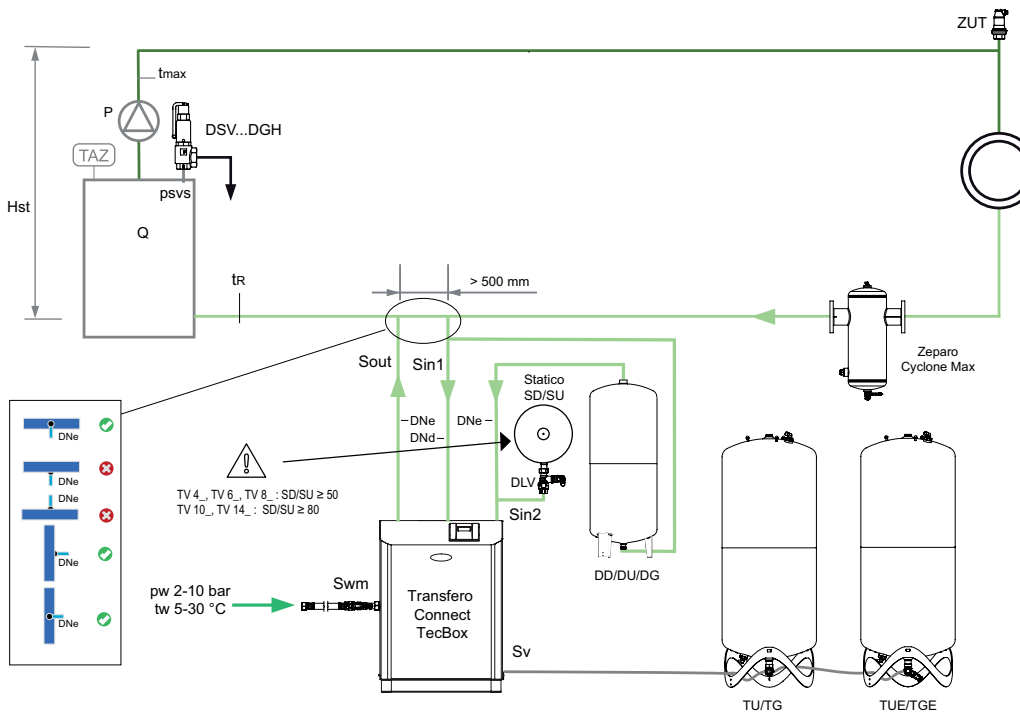 ZUT
tmax
P
DSV...DGH
TAZ
psvs
Hst
Q
tR
> 500 mm
Sout
Sin1
Statico
SD/SU
Zeparo
Cyclone Max
DNe
DNd
DNe
DNe
DNe
DNe
DNe
DNe
TV 4_, TV 6_, TV 8_ : SD/SU ≥ 50
TV 10_, TV 14_ : SD/SU ≥ 80
DLV
Sin2
DD/DU/DG
pw 2-10 bar
tw 5-30 °C
Swm
Transfero
Connect
TecBox
Sv
TU/TG
TUE/TGE